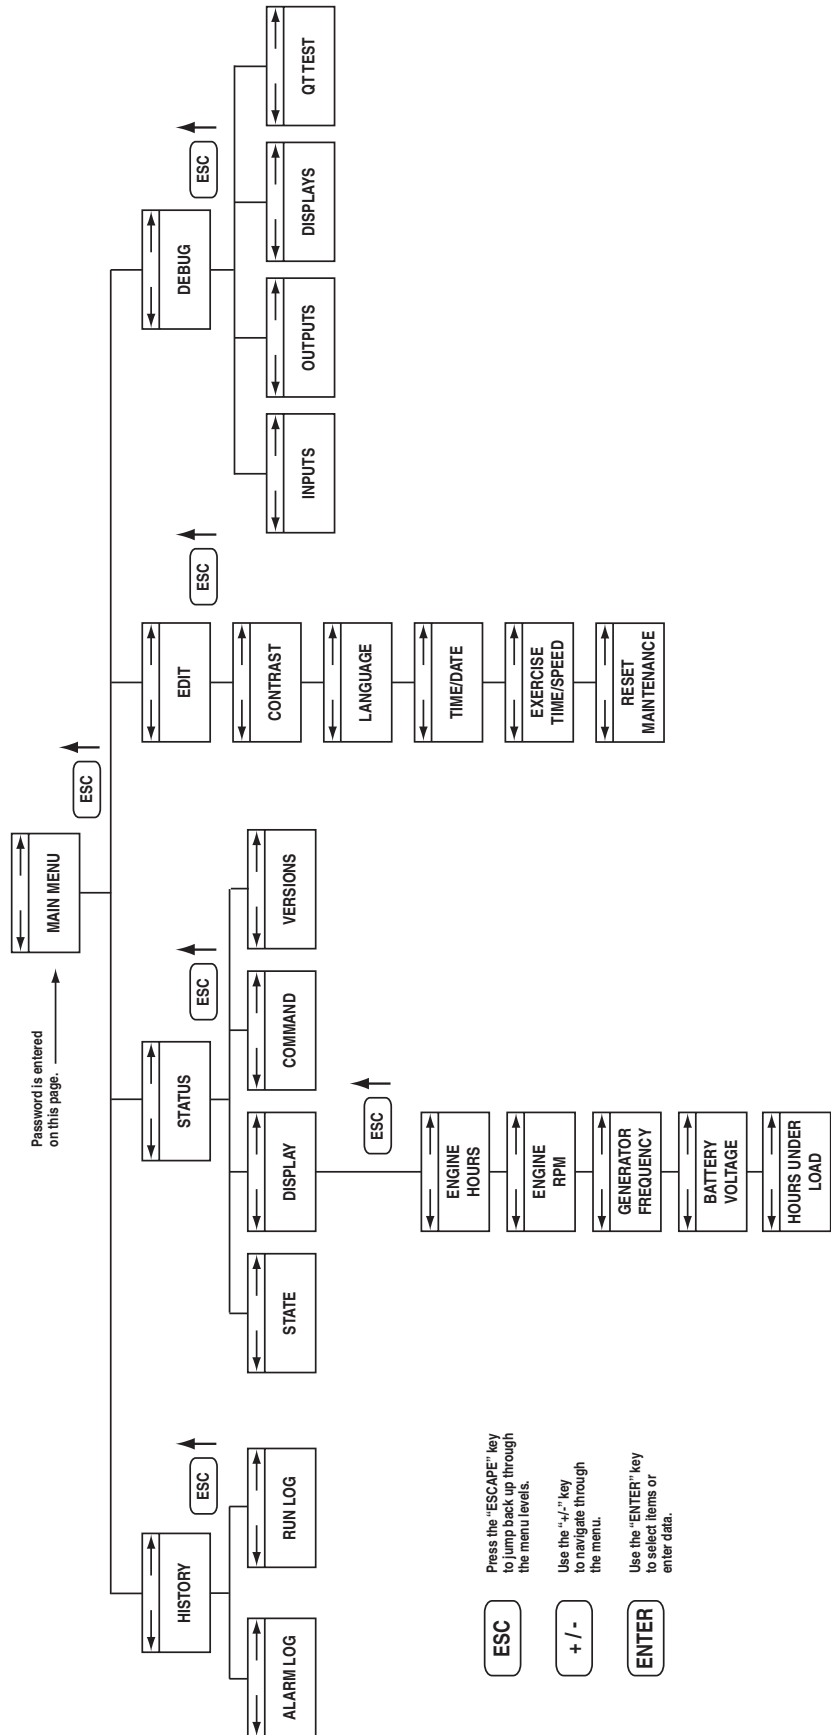 MAIN MENU
Password is entered
on this page.
ESC
HISTORY
ESC
ALARM LOG
RUN LOG
STATUS
ESC
STATE
DISPLAY
COMMAND
VERSIONS
ESC
ENGINE
HOURS
ENGINE
RPM
GENERATOR
FREQUENCY
BATTERY
VOLTAGE
HOURS UNDER
LOAD
EDIT
ESC
CONTRAST
LANGUAGE
TIME/DATE
EXERCISE
TIME/SPEED
RESET
MAINTENANCE
DEBUG
ESC
INPUTS
OUTPUTS
DISPLAYS
QT TEST
ESC
Press the “ESCAPE” key
to jump back up through
the menu levels.
+ / -
Use the “+/-” key
to navigate through
the menu.
ENTER
Use the “ENTER” key
to select items or
enter data.